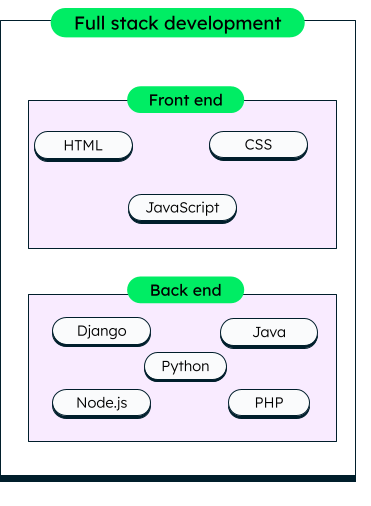 Full stack development
Front end
HTML
CSS
JavaScript
Back end
Django
Java
Python
Node.js
PHP